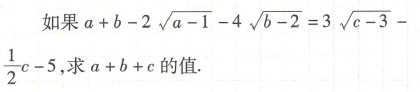 如果 a + b - 2 √(a - 1) - 4 √(b - 2) = 3 √(c - 3) -
1/2 c - 5,求 a + b + c 的值.